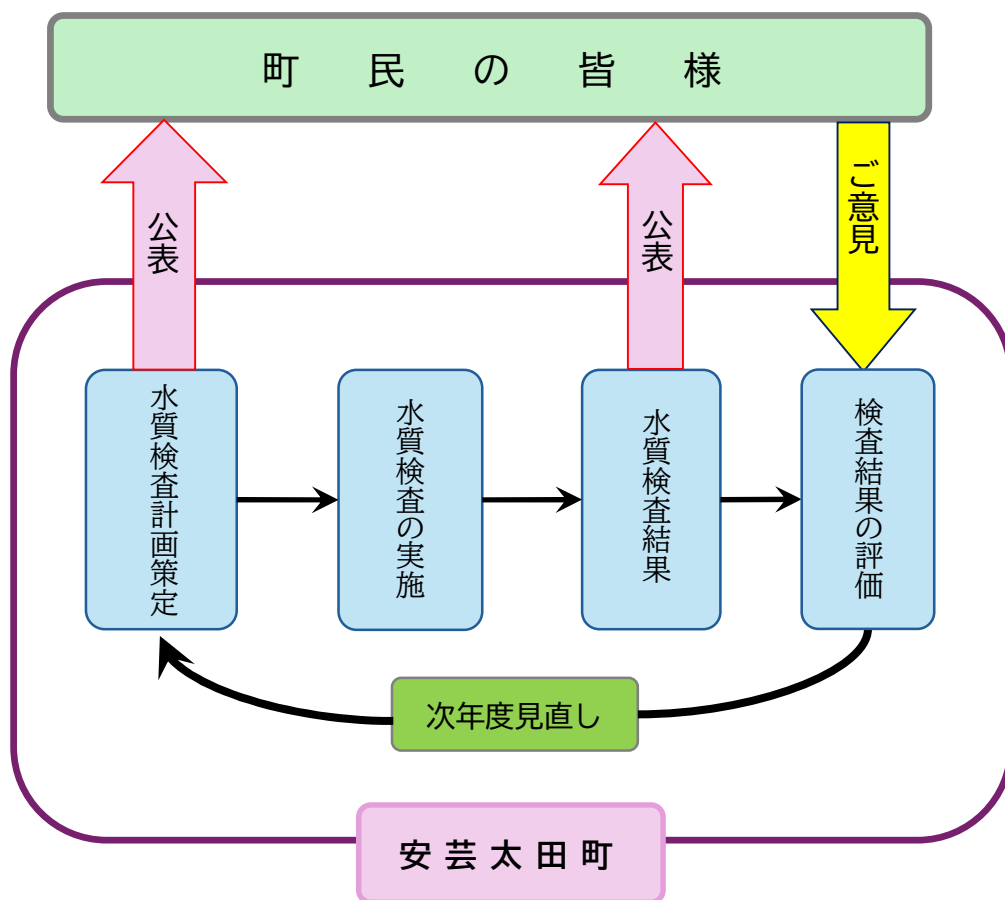 町民の皆様
公表
公表
ご意見
水質検査計画策定
水質検査の実施
水質検査結果
検査結果の評価
次年度見直し
安芸太田町